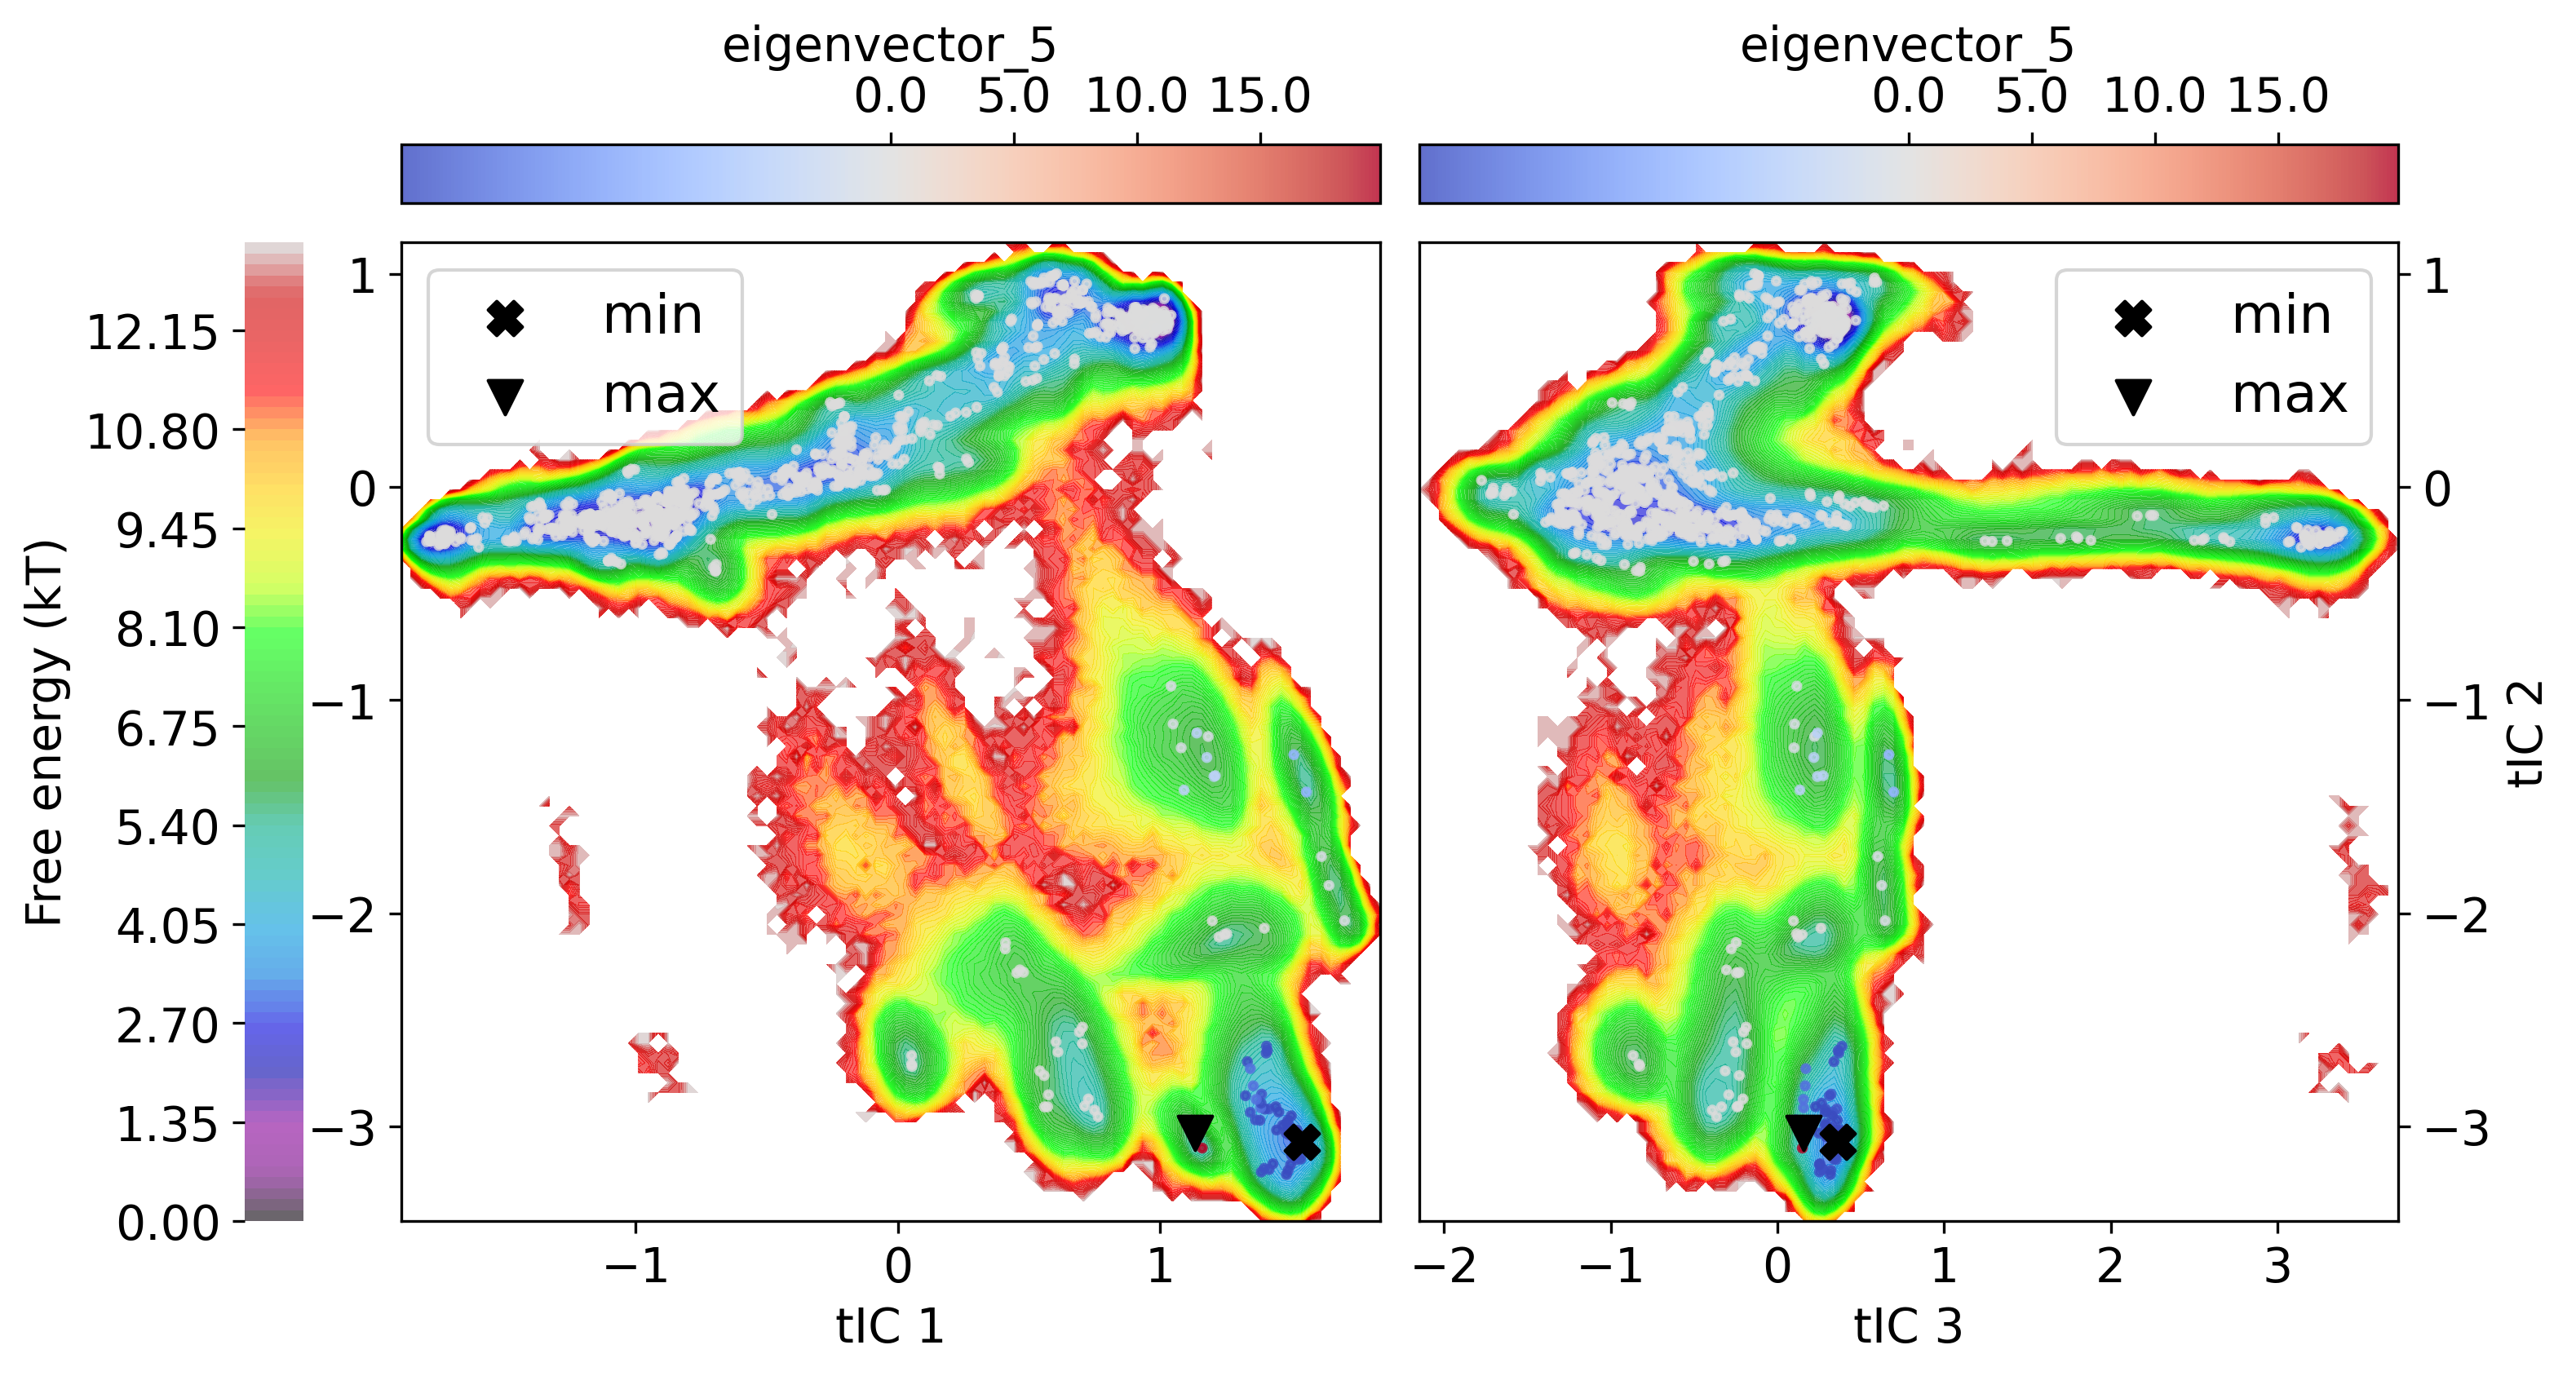 eigenvector_5
0.0 5.0 10.0 15.0
eigenvector_5
0.0 5.0 10.0 15.0
Free energy (kT)
12.15
10.80
9.45
8.10
6.75
5.40
4.05
2.70
1.35
0.00
1
0
−1
−2
−3
min
max
−1 0 1
tIC 1
min
max
−2 −1 0 1 2 3
tIC 3
1
0
−1
−2
−3
tIC 2